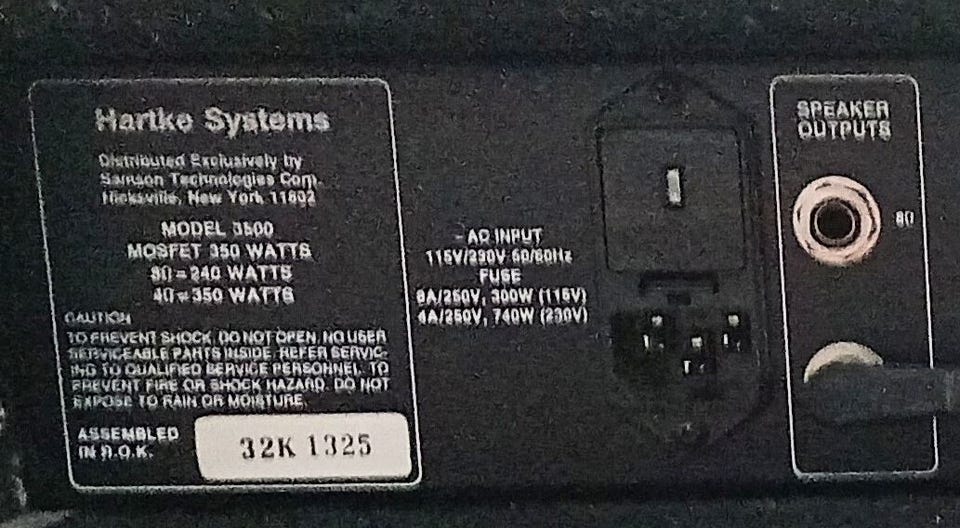 Hartke Systems
Distributed Exclusively by
Samson Technologies Corp.
Hicksville, New York 11802
MODEL 3500
MOSFET 350 WATTS
8Ω = 240 WATTS
4Ω = 350 WATTS
CAUTION
TO PREVENT SHOCK, DO NOT OPEN. NO USER
SERVICEABLE PARTS INSIDE. REFER SERVIC-
ING TO QUALIFIED SERVICE PERSONNEL. TO
PREVENT FIRE OR SHOCK HAZARD, DO NOT
EXPOSE TO RAIN OR MOISTURE.
ASSEMBLED
IN R.O.K.
32K 1325
~ AC INPUT
115V/230V 50/60Hz
FUSE
8A/250V, 300W (115V)
4A/250V, 740W (230V)
SPEAKER
OUTPUTS
8Ω